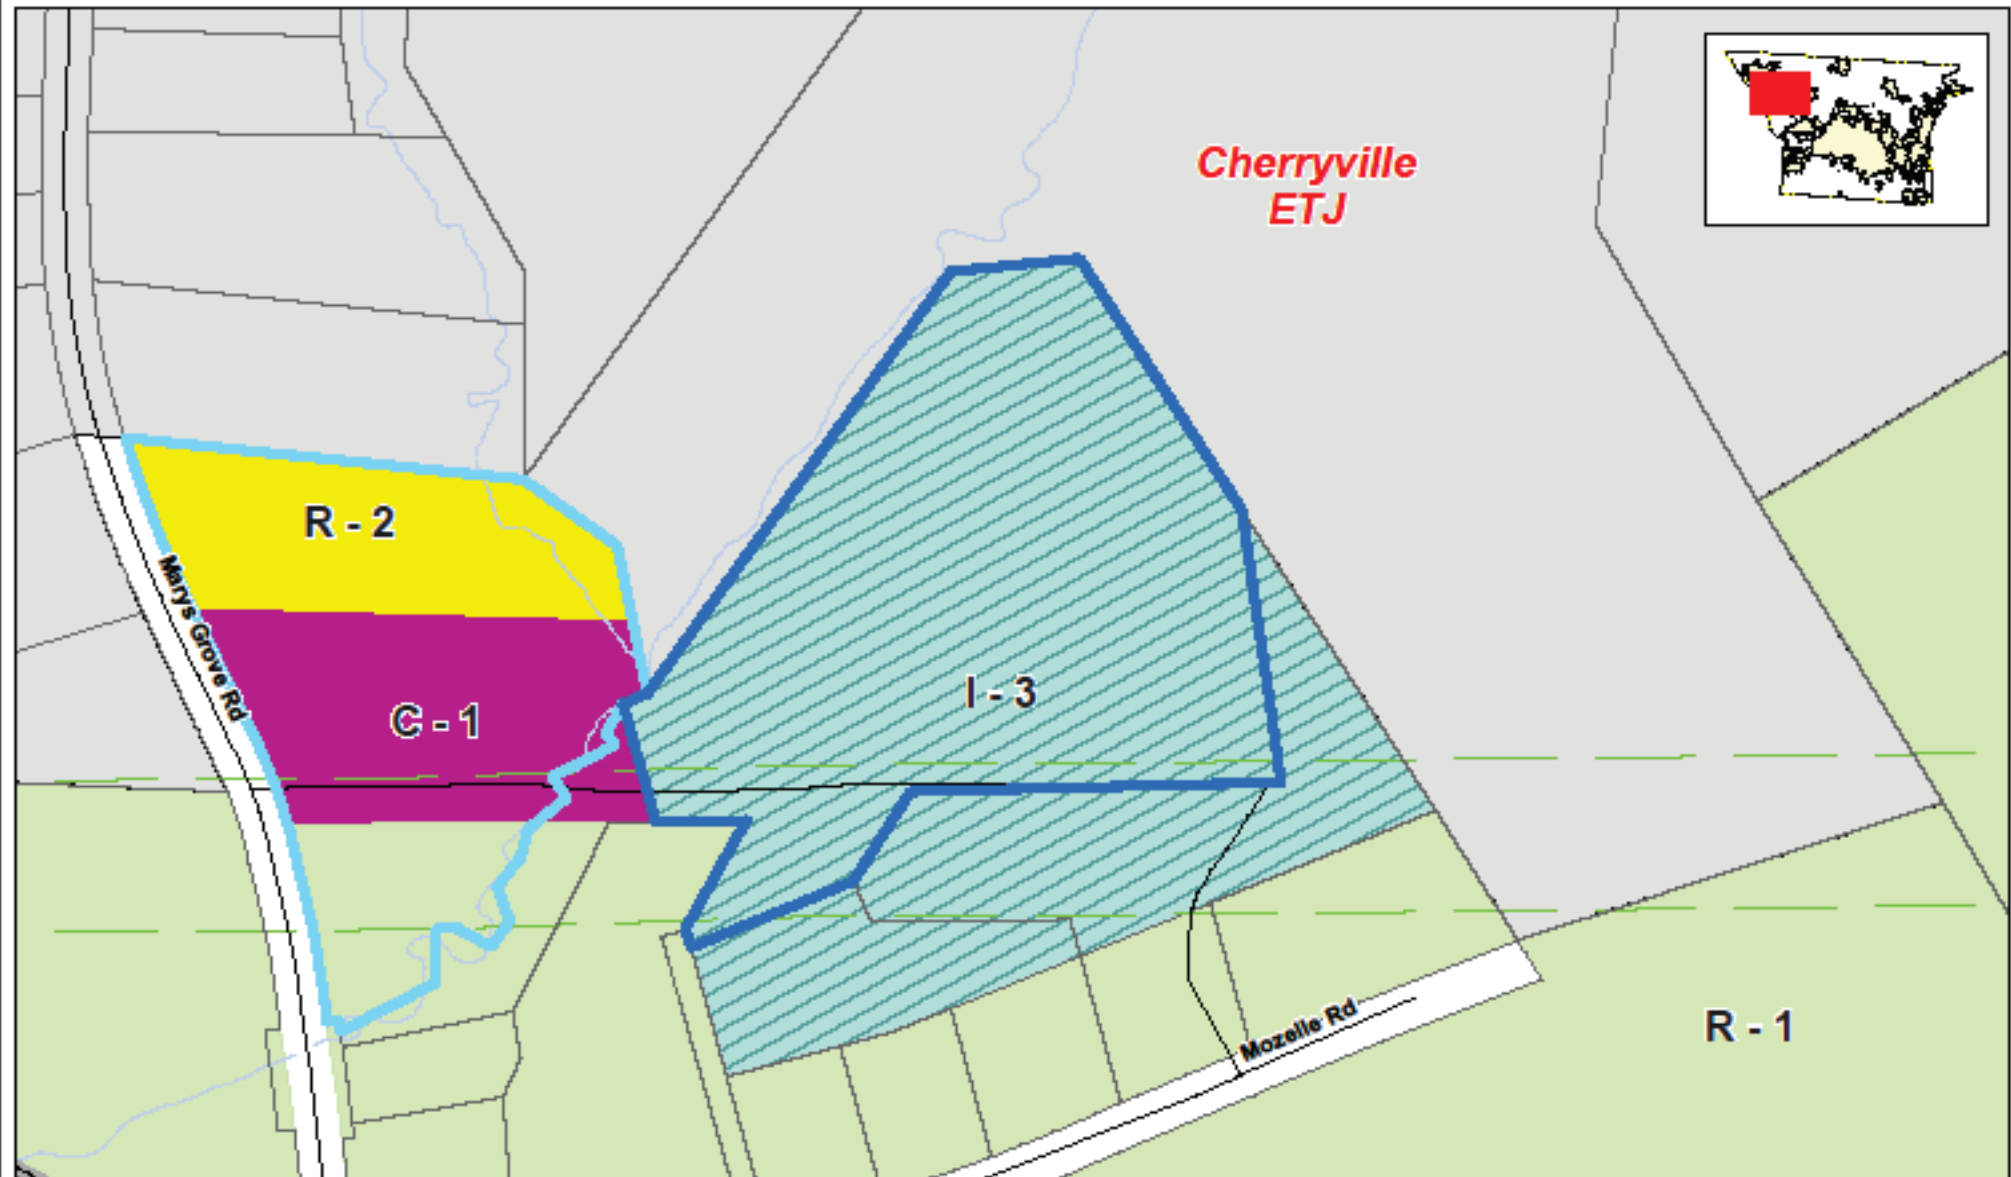 Cherryville
ETJ
R - 2
Marys Grove Rd
C - 1
I - 3
Mozelle Rd
R - 1